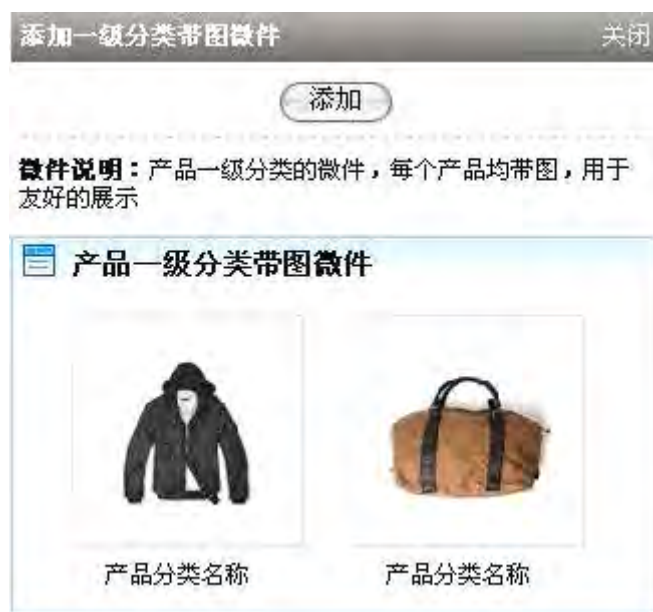 添加一级分类带图微件
关闭
添加
微件说明：产品一级分类的微件，每个产品均带图，用于
友好的展示
产品一级分类带图微件
产品分类名称
产品分类名称